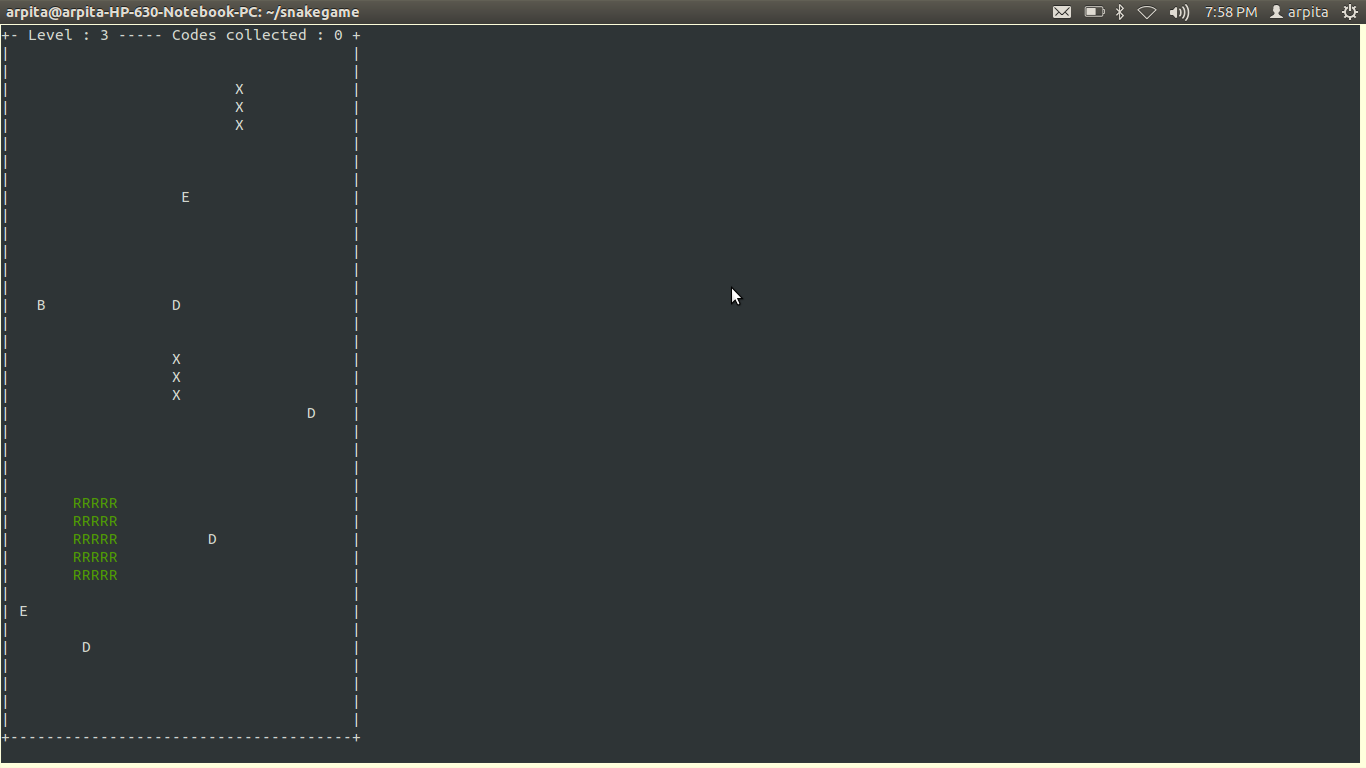 arpita@arpita-HP-630-Notebook-PC: ~/snakegame 7:58 PM arpita
+- Level : 3 ----- Codes collected : 0 +
X
X
X
E
B D
X
X
X
D
RRRRR
RRRRR
RRRRR D
RRRRR
RRRRR
E
D
+--------------------------------------+